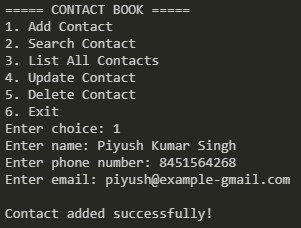 ===== CONTACT BOOK =====
1. Add Contact
2. Search Contact
3. List All Contacts
4. Update Contact
5. Delete Contact
6. Exit
Enter choice: 1
Enter name: Piyush Kumar Singh
Enter phone number: 8451564268
Enter email: piyush@example-gmail.com

Contact added successfully!